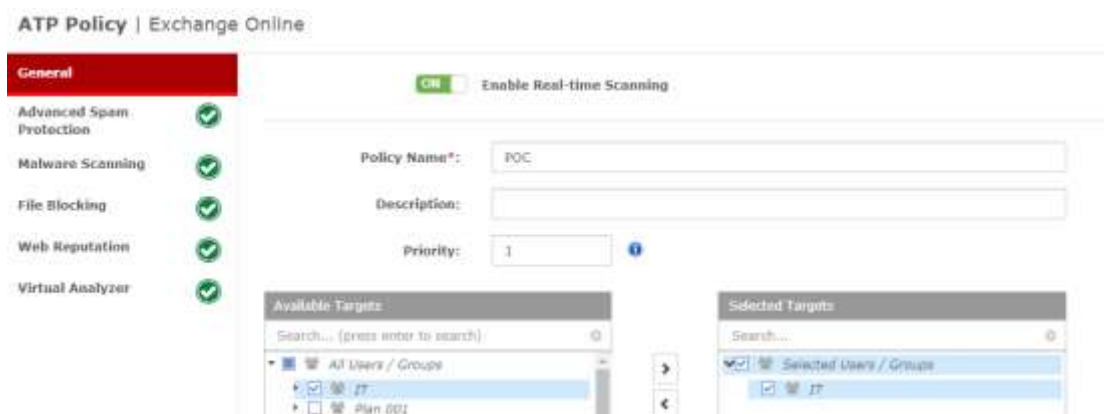 ATP Policy | Exchange Online
General
Advanced Spam
Protection
Malware Scanning
File Blocking
Web Reputation
Virtual Analyzer
ON Enable Real-time Scanning
Policy Name*: POC
Description:
Priority: 1
Available Targets
Search... (press enter to search)
All Users / Groups
IT
Plan 001
Selected Targets
Search...
Selected Users / Groups
IT